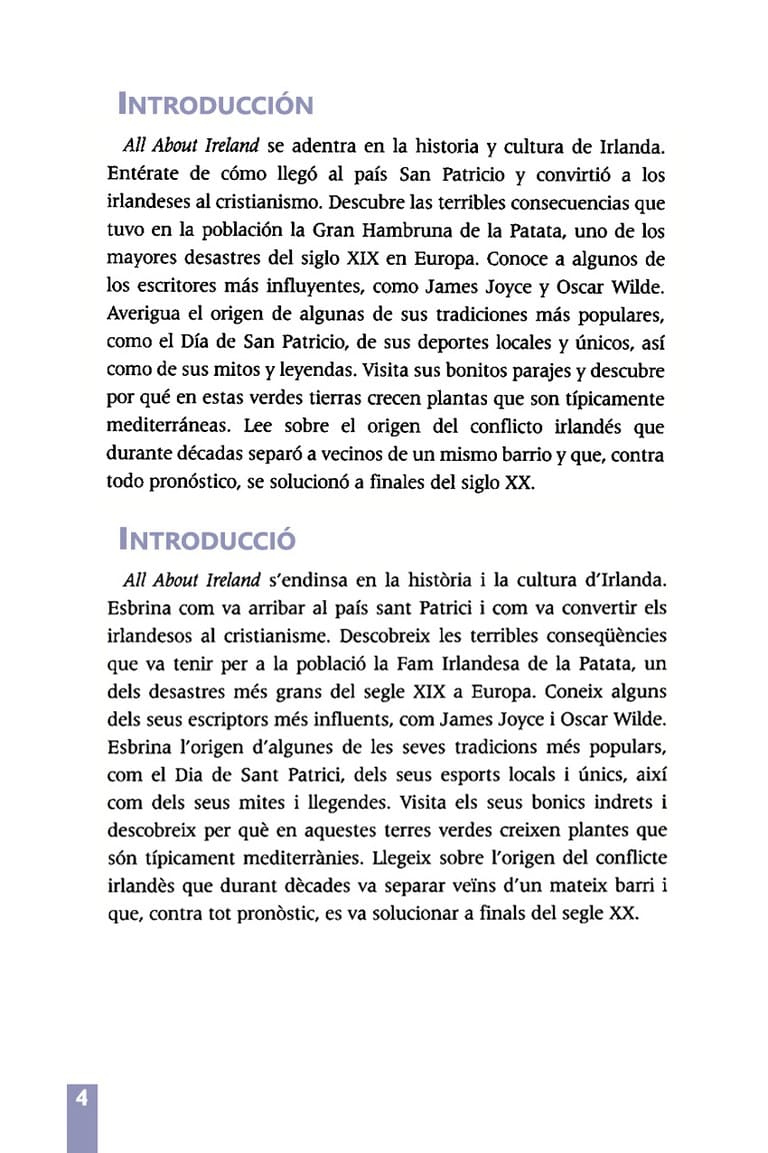 INTRODUCCIÓN
All About Ireland se adentra en la historia y cultura de Irlanda.
Entérate de cómo llegó al país San Patricio y convirtió a los
irlandeses al cristianismo. Descubre las terribles consecuencias que
tuvo en la población la Gran Hambruna de la Patata, uno de los
mayores desastres del siglo XIX en Europa. Conoce a algunos de
los escritores más influyentes, como James Joyce y Oscar Wilde.
Averigua el origen de algunas de sus tradiciones más populares,
como el Día de San Patricio, de sus deportes locales y únicos, así
como de sus mitos y leyendas. Visita sus bonitos parajes y descubre
por qué en estas verdes tierras crecen plantas que son típicamente
mediterráneas. Lee sobre el origen del conflicto irlandés que
durante décadas separó a vecinos de un mismo barrio y que, contra
todo pronóstico, se solucionó a finales del siglo XX.
INTRODUCCIÓ
All About Ireland s'endinsa en la història i la cultura d'Irlanda.
Esbrina com va arribar al país sant Patrici i com va convertir els
irlandesos al cristianisme. Descobreix les terribles conseqüències
que va tenir per a la població la Fam Irlandesa de la Patata, un
dels desastres més grans del segle XIX a Europa. Coneix alguns
dels seus escriptors més influents, com James Joyce i Oscar Wilde.
Esbrina l'origen d'algunes de les seves tradicions més populars,
com el Dia de Sant Patrici, dels seus esports locals i únics, així
com dels seus mites i llegendes. Visita els seus bonics indrets i
descobreix per què en aquestes terres verdes creixen plantes que
són típicament mediterrànies. Llegeix sobre l'origen del conflicte
irlandès que durant dècades va separar veïns d'un mateix barri i
que, contra tot pronòstic, es va solucionar a finals del segle XX.
4